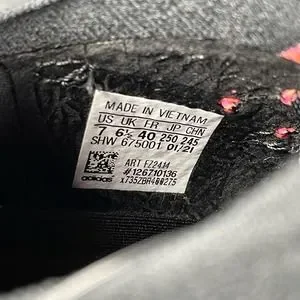 MADE IN VIETNAM
US UK FR JP CHN
7 6½ 40 250 245
SHW 675001 01/21
ART FZ2414
#126710136
adidas